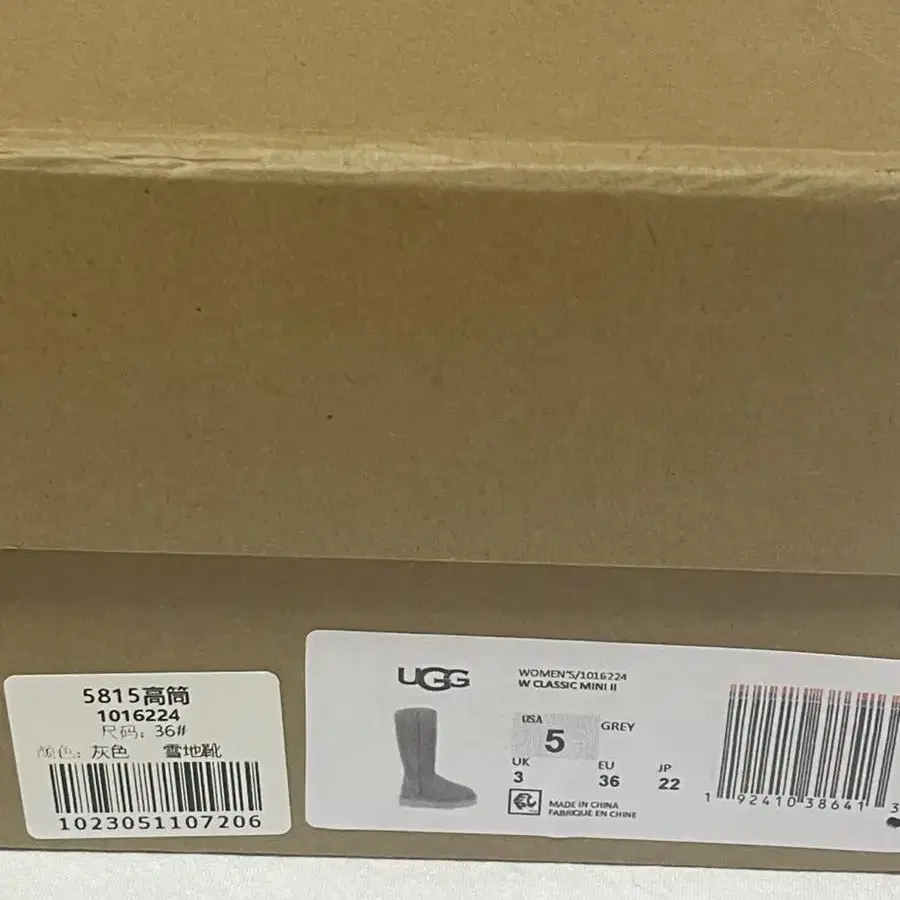 5815高筒
1016224
尺码: 36#
颜色: 灰色 雪地靴
1023051107206
UGG
WOMEN'S/1016224
W CLASSIC MINI II
USA
5
GREY
UK
3
EU
36
JP
22
MADE IN CHINA
FABRIQUE EN CHINE
1 92410 38641 3